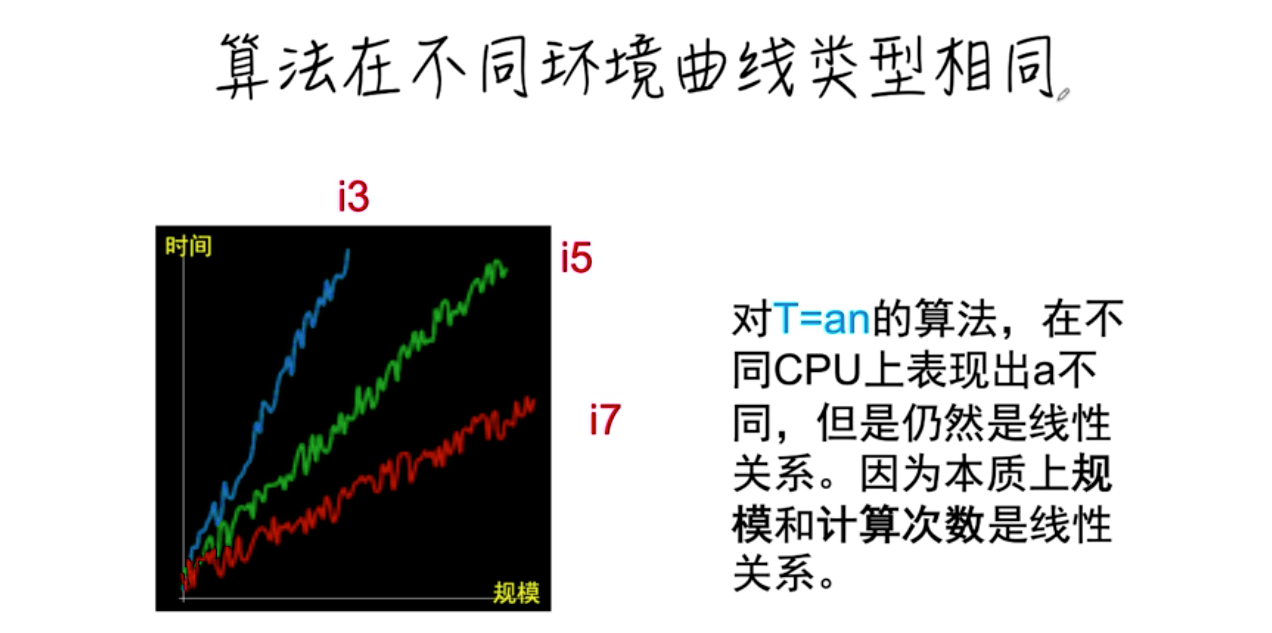 算法在不同环境曲线类型相同
i3
时间
i5
对T=an的算法，在不
同CPU上表现出a不
同，但是仍然是线性
i7
关系。因为本质上规
模和计算次数是线性
关系。
规模